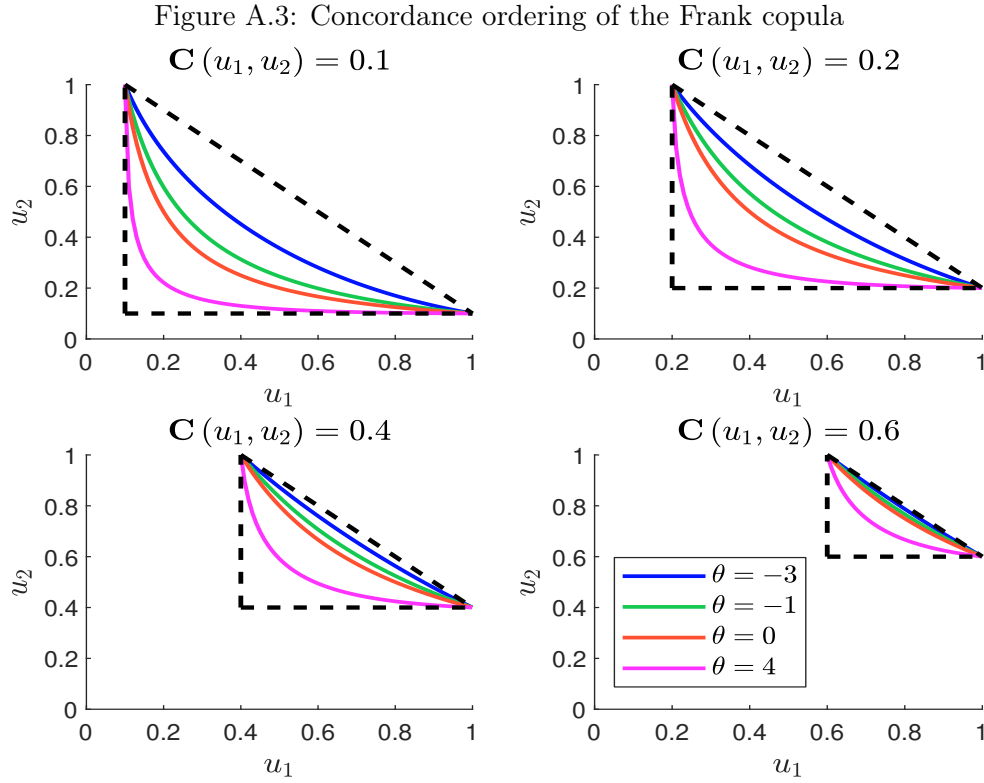 Figure A.3: Concordance ordering of the Frank copula
C (u₁, u₂) = 0.1
C (u₁, u₂) = 0.2
1
0.8
0.6
0.4
0.2
0
u₂
0
0.2
0.4
0.6
0.8
1
u₁
1
0.8
0.6
0.4
0.2
0
u₂
0
0.2
0.4
0.6
0.8
1
u₁
C (u₁, u₂) = 0.4
C (u₁, u₂) = 0.6
1
0.8
0.6
0.4
0.2
0
u₂
0
0.2
0.4
0.6
0.8
1
u₁
1
0.8
0.6
0.4
0.2
0
u₂
θ = −3
θ = −1
θ = 0
θ = 4
0
0.2
0.4
0.6
0.8
1
u₁